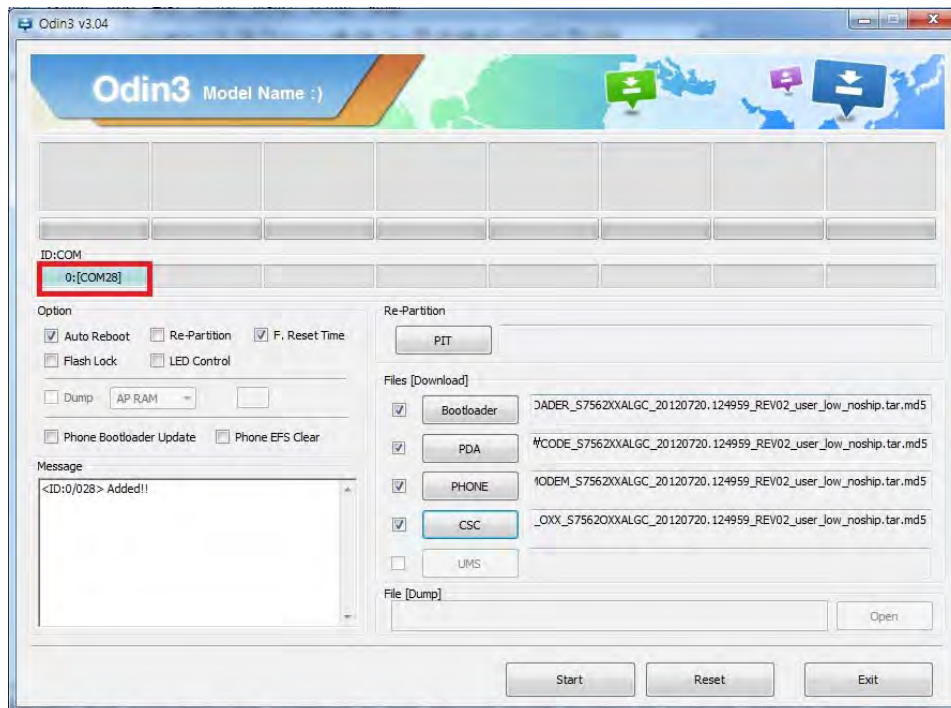 Odin3 v3.04
Odin3 Model Name :)
ID:COM
0:[COM28]
Option
Auto Reboot
Re-Partition
F. Reset Time
Flash Lock
LED Control
Dump
AP RAM
Phone Bootloader Update
Phone EFS Clear
Message
<ID:0/028> Added!!
Re-Partition
PIT
Files [Download]
Bootloader
OADER_S7562XXALGC_20120720.124959_REV02_user_low_noship.tar.md5
PDA
₩CODE_S7562XXALGC_20120720.124959_REV02_user_low_noship.tar.md5
PHONE
MODEM_S7562XXALGC_20120720.124959_REV02_user_low_noship.tar.md5
CSC
_OXX_S7562OXXALGC_20120720.124959_REV02_user_low_noship.tar.md5
UMS
File [Dump]
Open
Start
Reset
Exit